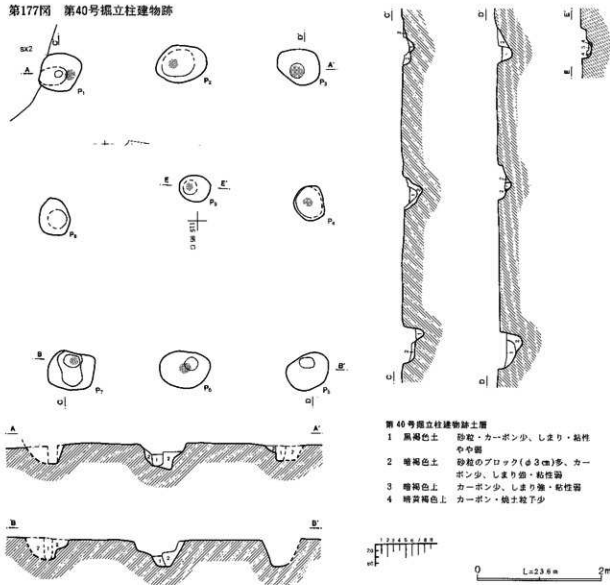 第177図　第40号掘立柱建物跡
SX2
A
A'
P1
P2
P3
E
E'
P8
P4
B
B'
P7
P6
P5
C
D
A
A'
B
B'
C
D
E
第40号掘立柱建物跡土層
1　黒褐色土　砂粒・カーボン少、しまり・粘性
やや弱
2　暗褐色土　砂粒のブロック(φ3㎝)多、カー
ボン少、しまり強・粘性弱
3　暗褐色土　カーボン少、しまり強・粘性弱
4　暗黄褐色土　カーボン・焼土粒子少
0　L=23.6m　2m